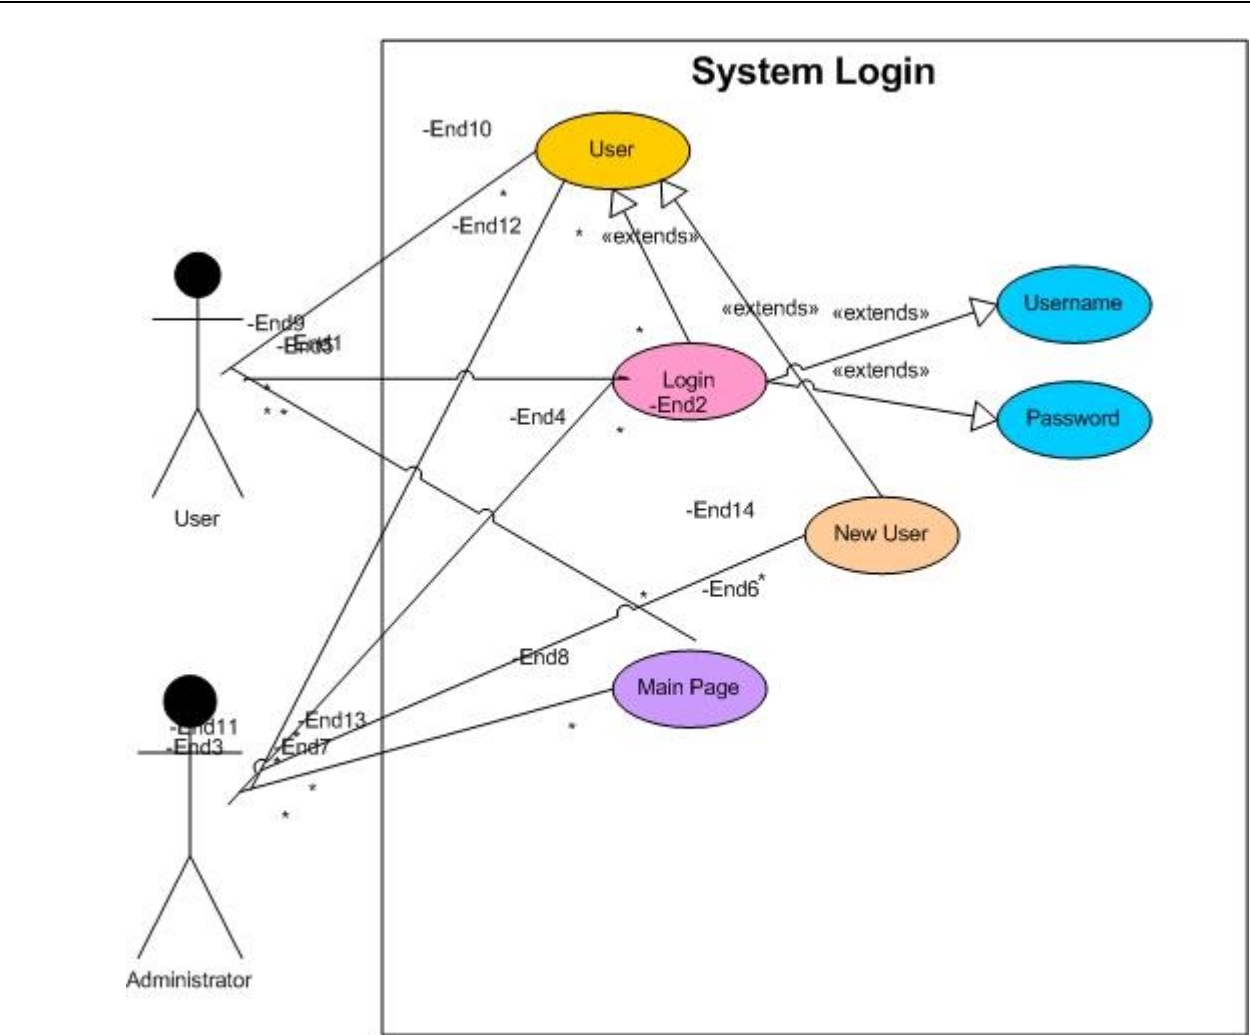 System Login
-End10
User
*
-End12
* «extends»
Username
«extends» «extends»
-End9
*
«extends»
Login
-End2
*
* *
-End4
*
Password
-End14
User
New User
*
-End6
*
-End8
Main Page
-End11
-End13
-End3
-End7
*
*
*
*
Administrator